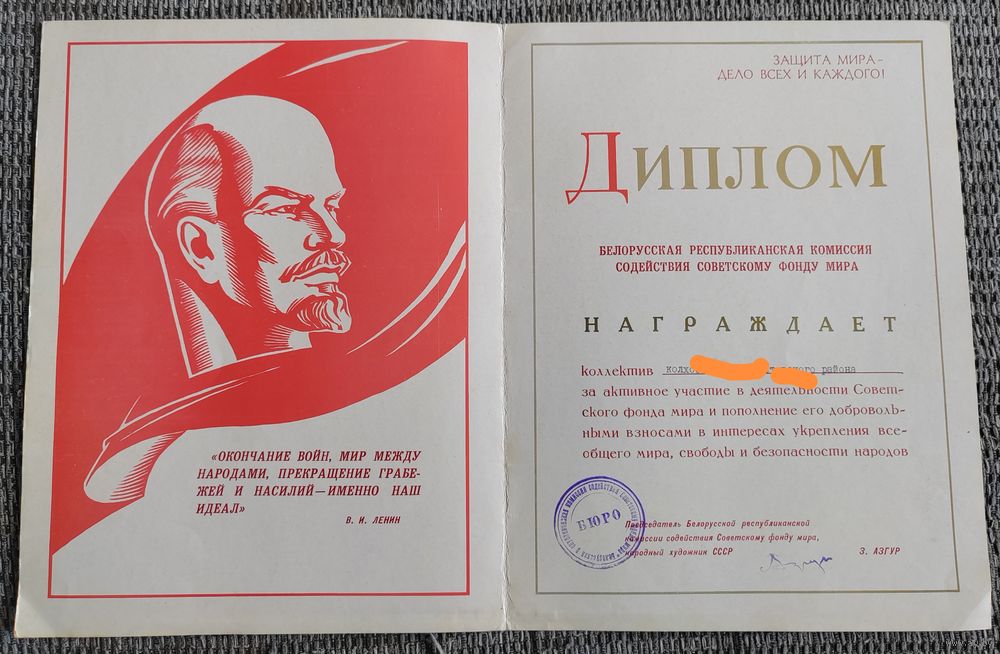 «ОКОНЧАНИЕ ВОЙН, МИР МЕЖДУ
НАРОДАМИ, ПРЕКРАЩЕНИЕ ГРАБЕ-
ЖЕЙ И НАСИЛИЙ—ИМЕННО НАШ
ИДЕАЛ»
В. И. ЛЕНИН
ЗАЩИТА МИРА-
ДЕЛО ВСЕХ И КАЖДОГО!
ДИПЛОМ
БЕЛОРУССКАЯ РЕСПУБЛИКАНСКАЯ КОМИССИЯ
СОДЕЙСТВИЯ СОВЕТСКОМУ ФОНДУ МИРА
НАГРАЖДАЕТ
коллектив района
за активное участие в деятельности Совет-
ского фонда мира и пополнение его доброволь-
ными взносами в интересах укрепления все-
общего мира, свободы и безопасности народов
БЮРО
Председатель Белорусской республиканской
комиссии содействия Советскому фонду мира,
народный художник СССР З. АЗГУР